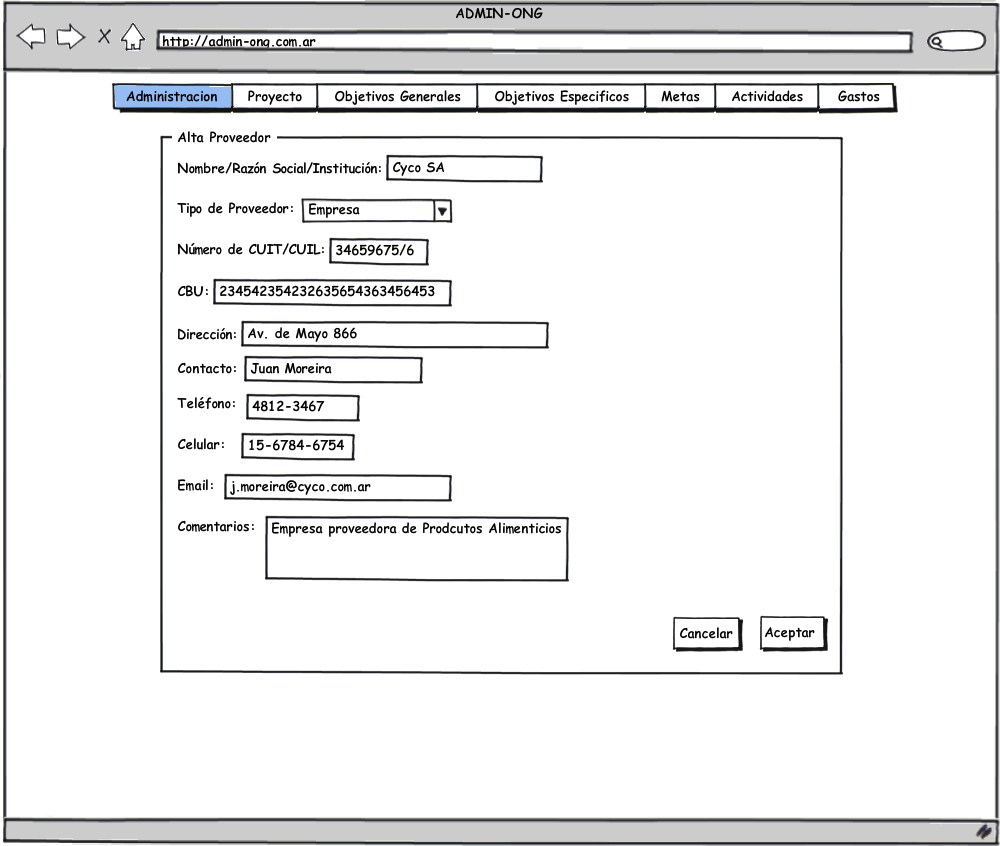 ADMIN-ONG
http://admin-ong.com.ar
Administracion Proyecto Objetivos Generales Objetivos Especificos Metas Actividades Gastos
Alta Proveedor
Nombre/Razón Social/Institución: Cyco SA
Tipo de Proveedor: Empresa
Número de CUIT/CUIL: 34659675/6
CBU: 2345423542326356543634564​53
Dirección: Av. de Mayo 866
Contacto: Juan Moreira
Teléfono: 4812-3467
Celular: 15-6784-6754
Email: j.moreira@cyco.com.ar
Comentarios: Empresa proveedora de Prodcutos Alimenticios
Cancelar Aceptar